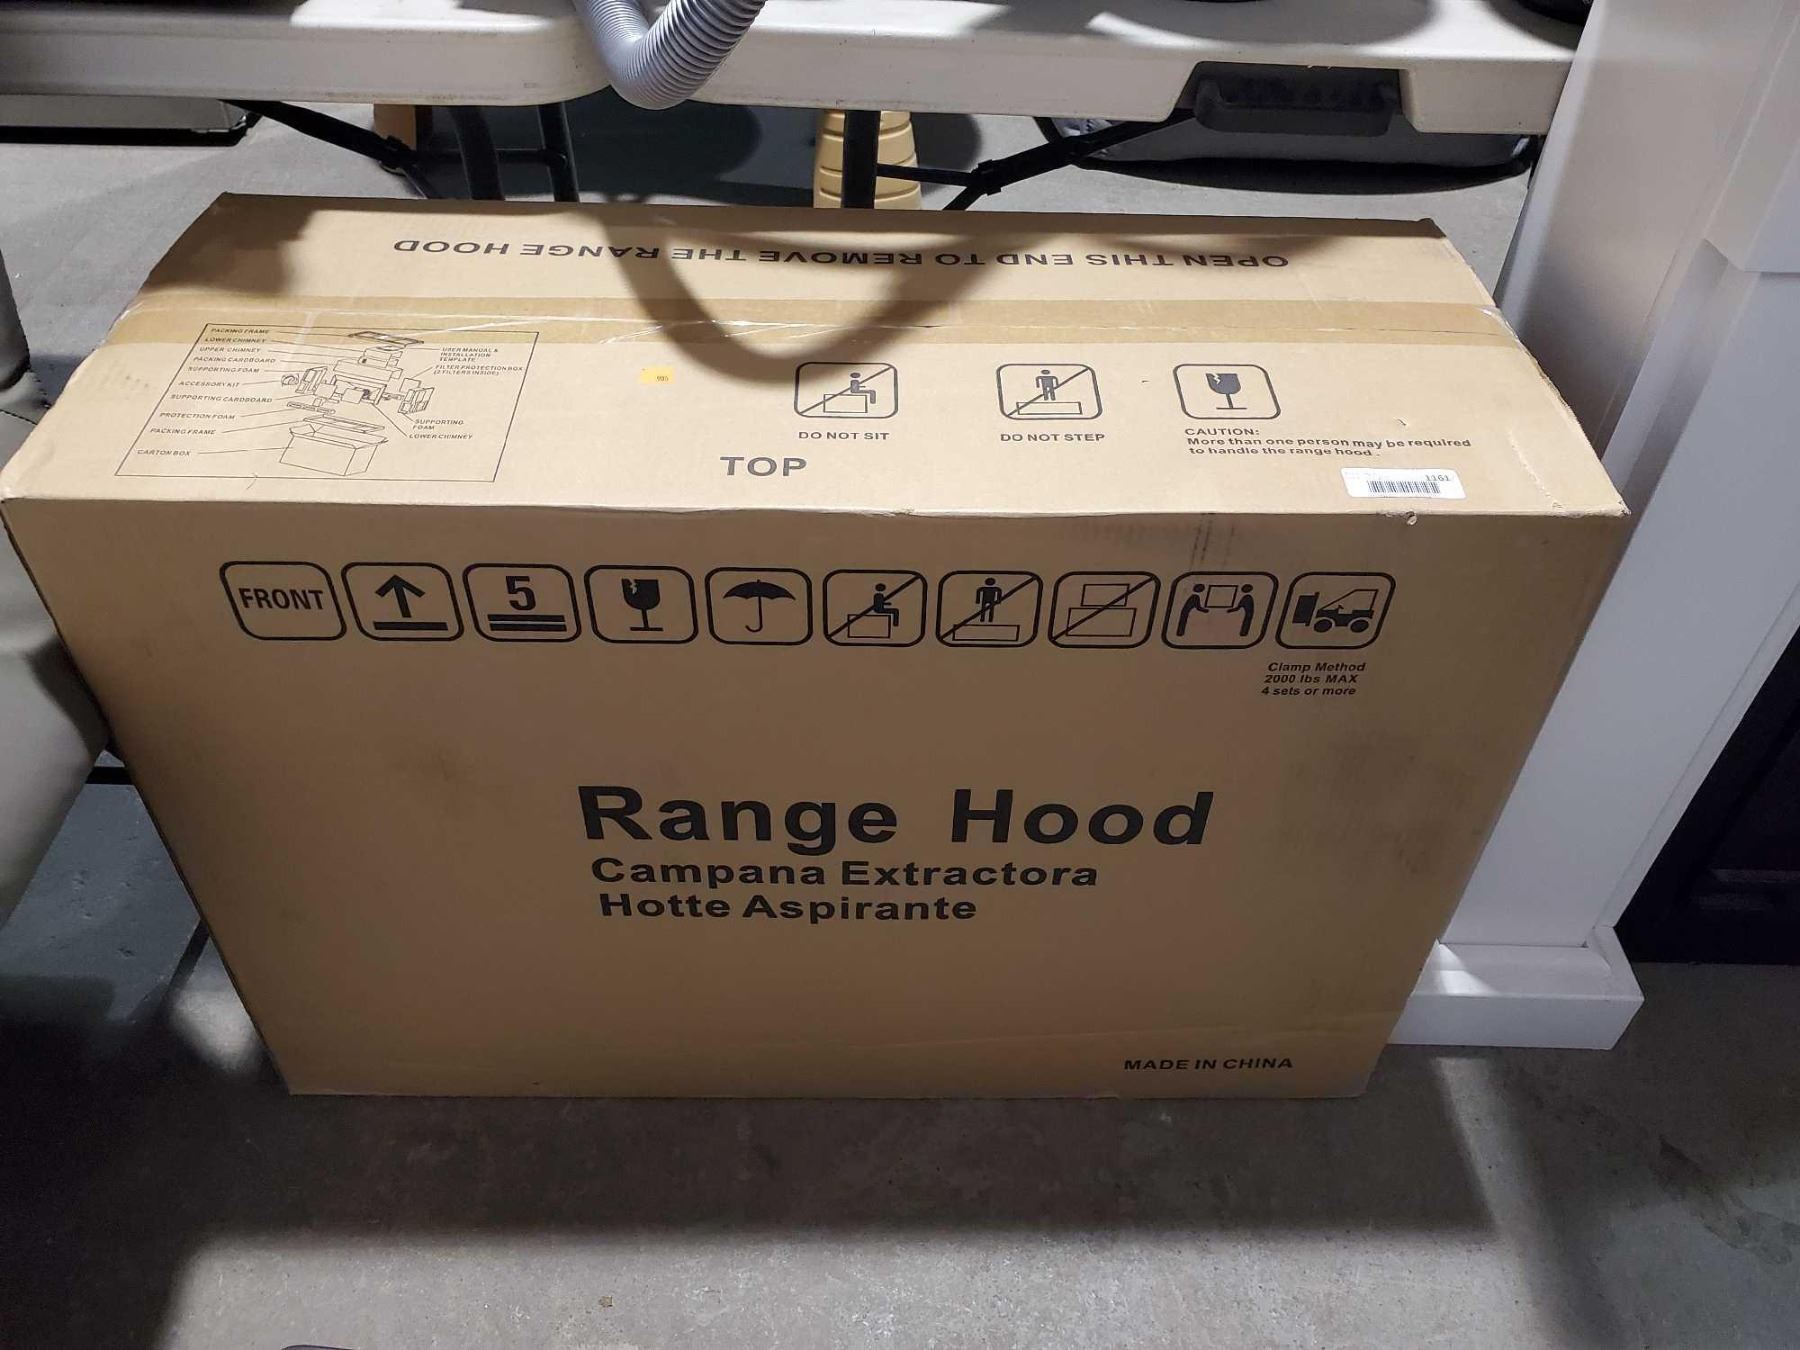 OPEN THIS END TO REMOVE THE RANGE HOOD
PACKING FRAME
LOWER CHIMNEY
UPPER CHIMNEY
PACKING CARDBOARD
SUPPORTING FOAM
ACCESSORY KIT
SUPPORTING CARDBOARD
PROTECTION FOAM
PACKING FRAME
CARTON BOX
USER MANUAL &
INSTALLATION
TEMPLATE
FILTER PROTECTION BOX
(2 FILTERS INSIDE)
SUPPORTING
FOAM
LOWER CHIMNEY
DO NOT SIT
DO NOT STEP
CAUTION:
More than one person may be required
to handle the range hood.
TOP
1161
FRONT
5
Clamp Method
2000 lbs MAX
4 sets or more
Range Hood
Campana Extractora
Hotte Aspirante
MADE IN CHINA